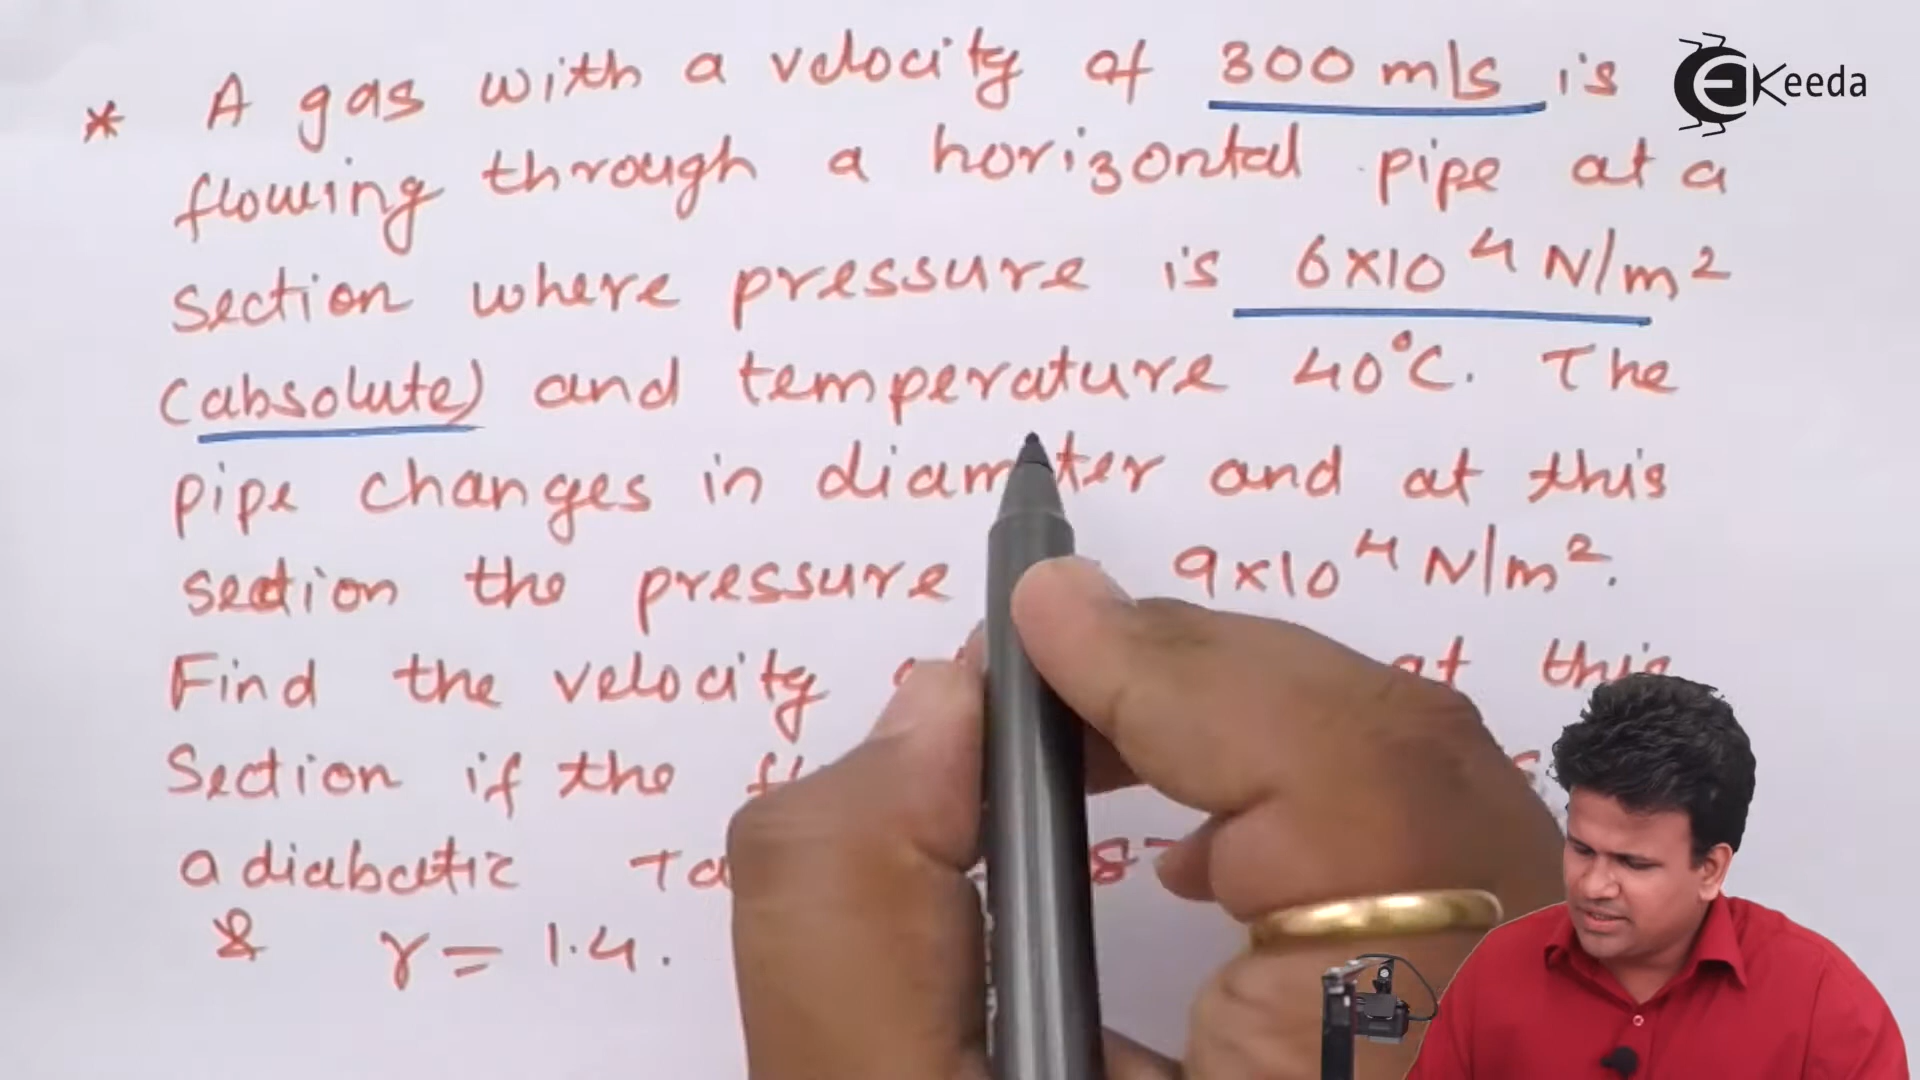 * A gas with a velocity of 300 m/s is
flowing through a horizontal pipe at a
section where pressure is 6×10⁴ N/m²
(absolute) and temperature 40°C. The
pipe changes in diameter and at this
section the pressure 9×10⁴ N/m².
Find the velocity at this
section if the
adiabatic
& γ = 1.4.
EKeeda